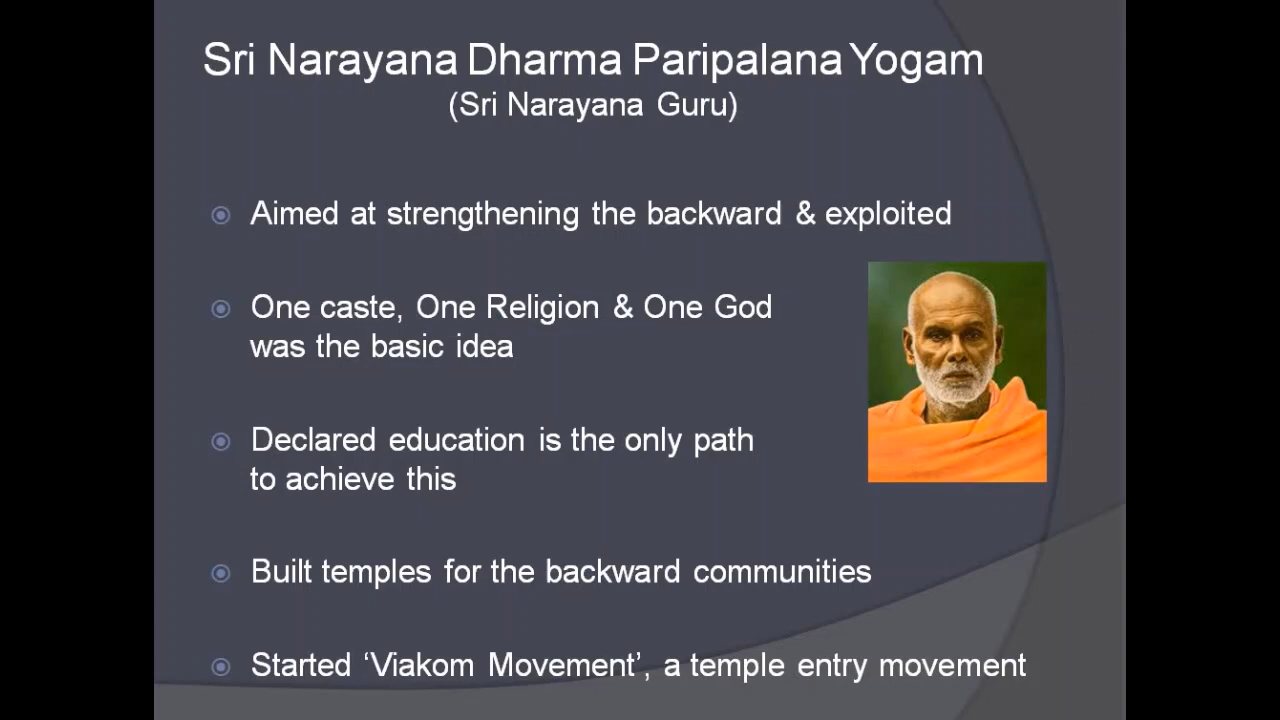 Sri Narayana Dharma Paripalana Yogam
(Sri Narayana Guru)
Aimed at strengthening the backward & exploited
One caste, One Religion & One God
was the basic idea
Declared education is the only path
to achieve this
Built temples for the backward communities
Started ‘Viakom Movement’, a temple entry movement